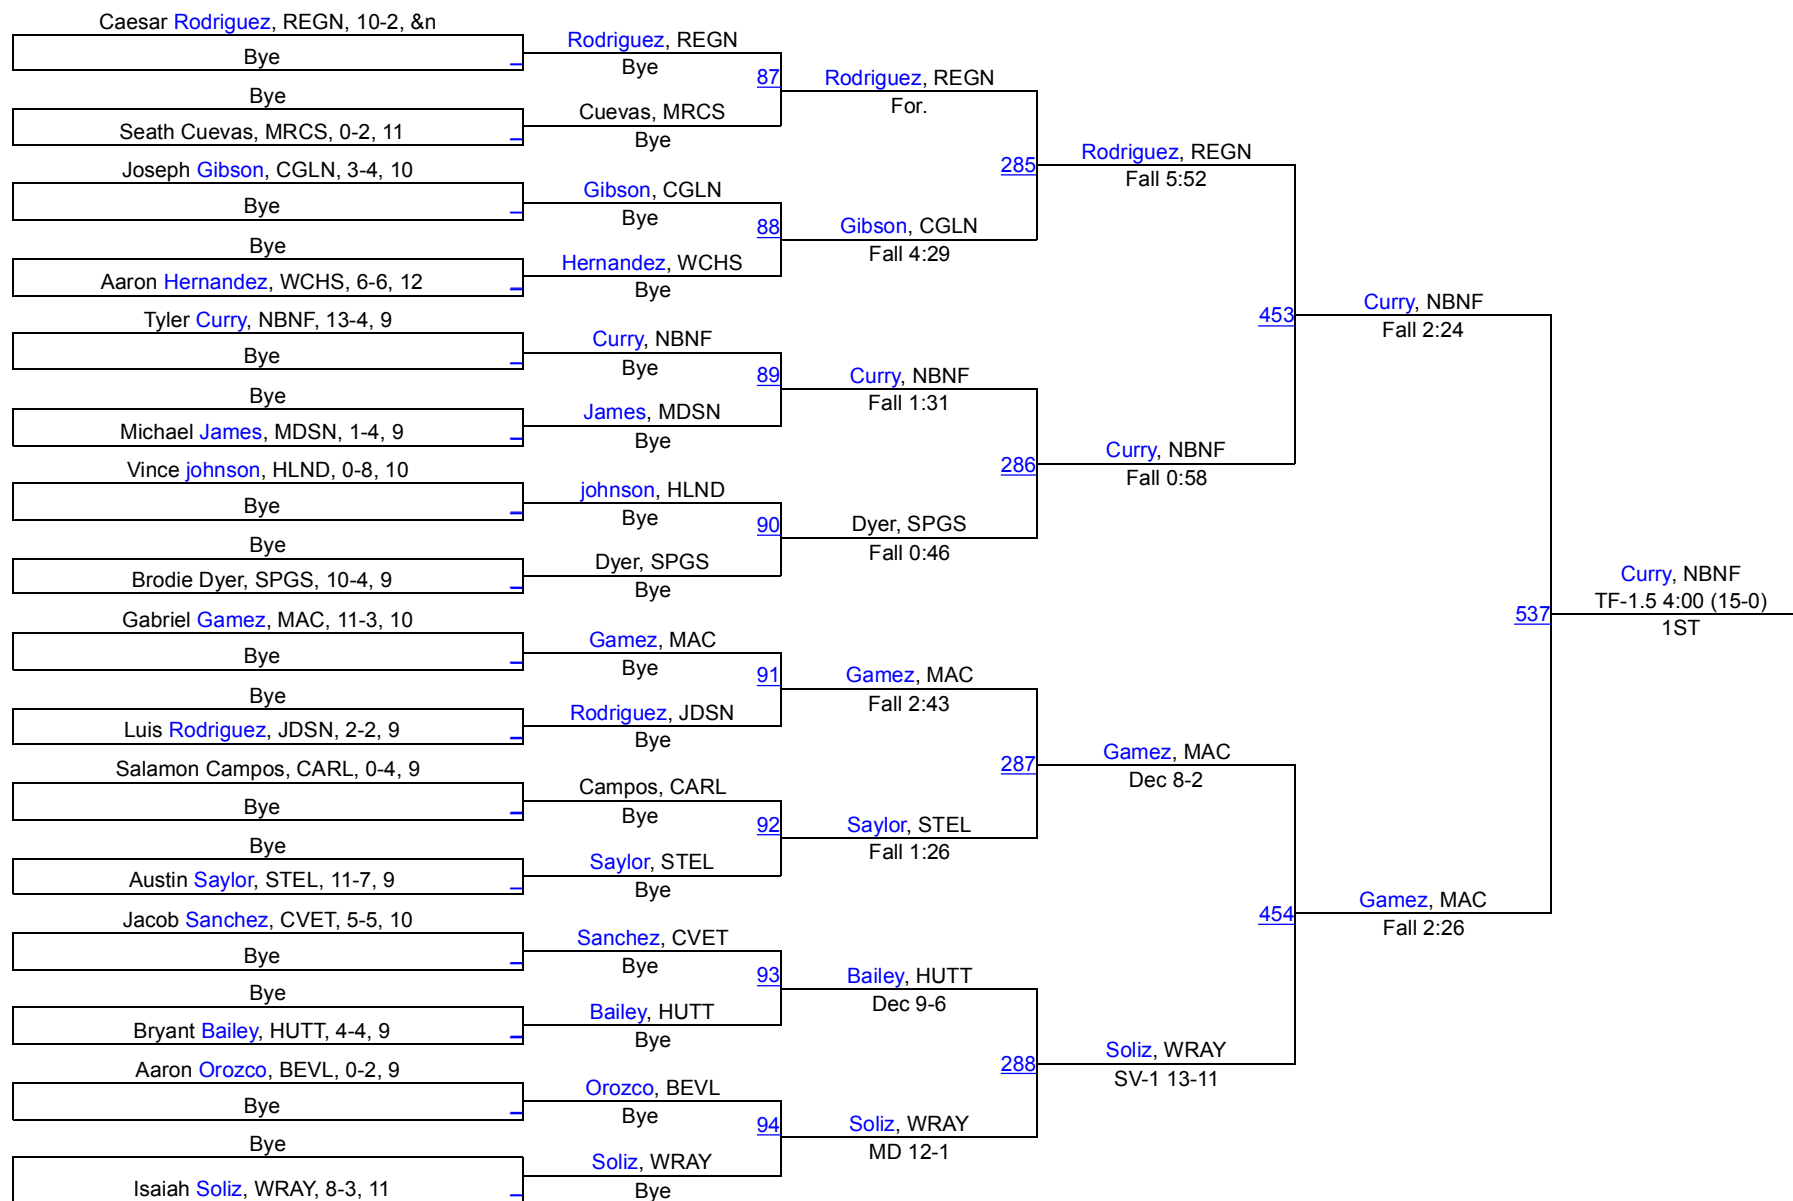 Caesar Rodriguez, REGN, 10-2, &n
Bye
Bye
Seath Cuevas, MRCS, 0-2, 11
Joseph Gibson, CGLN, 3-4, 10
Bye
Bye
Aaron Hernandez, WCHS, 6-6, 12
Tyler Curry, NBNF, 13-4, 9
Bye
Bye
Michael James, MDSN, 1-4, 9
Vince johnson, HLND, 0-8, 10
Bye
Bye
Brodie Dyer, SPGS, 10-4, 9
Gabriel Gamez, MAC, 11-3, 10
Bye
Bye
Luis Rodriguez, JDSN, 2-2, 9
Salamon Campos, CARL, 0-4, 9
Bye
Bye
Austin Saylor, STEL, 11-7, 9
Jacob Sanchez, CVET, 5-5, 10
Bye
Bye
Bryant Bailey, HUTT, 4-4, 9
Aaron Orozco, BEVL, 0-2, 9
Bye
Bye
Isaiah Soliz, WRAY, 8-3, 11
Rodriguez, REGN
Bye
87
Cuevas, MRCS
Bye
Gibson, CGLN
Bye
88
Hernandez, WCHS
Bye
Curry, NBNF
Bye
89
James, MDSN
Bye
johnson, HLND
Bye
90
Dyer, SPGS
Bye
Gamez, MAC
Bye
91
Rodriguez, JDSN
Bye
Campos, CARL
Bye
92
Saylor, STEL
Bye
Sanchez, CVET
Bye
93
Bailey, HUTT
Bye
Orozco, BEVL
Bye
94
Soliz, WRAY
Bye
Rodriguez, REGN
For.
285
Gibson, CGLN
Fall 4:29
Curry, NBNF
Fall 1:31
286
Dyer, SPGS
Fall 0:46
Gamez, MAC
Fall 2:43
287
Saylor, STEL
Fall 1:26
Bailey, HUTT
Dec 9-6
288
Soliz, WRAY
MD 12-1
Rodriguez, REGN
Fall 5:52
453
Curry, NBNF
Fall 0:58
Gamez, MAC
Dec 8-2
454
Soliz, WRAY
SV-1 13-11
Curry, NBNF
Fall 2:24
537
Gamez, MAC
Fall 2:26
Curry, NBNF
TF-1.5 4:00 (15-0)
1ST